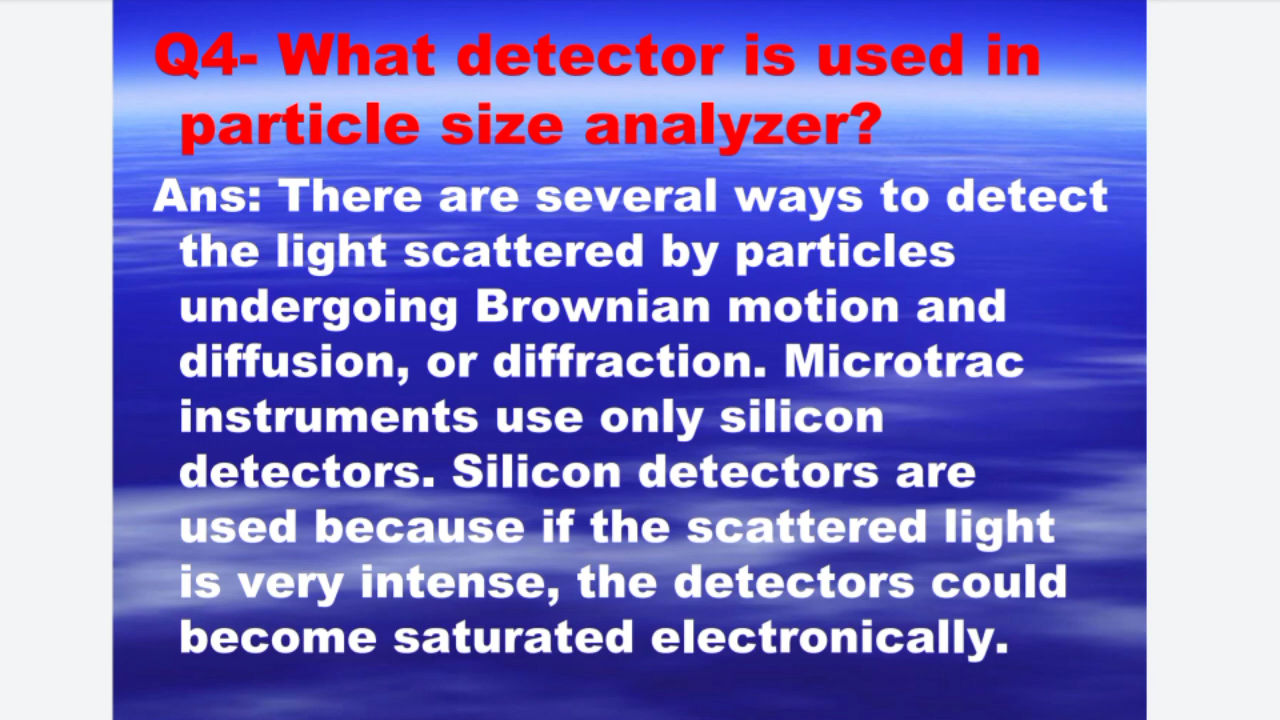 Q4- What detector is used in
particle size analyzer?
Ans: There are several ways to detect
the light scattered by particles
undergoing Brownian motion and
diffusion, or diffraction. Microtrac
instruments use only silicon
detectors. Silicon detectors are
used because if the scattered light
is very intense, the detectors could
become saturated electronically.